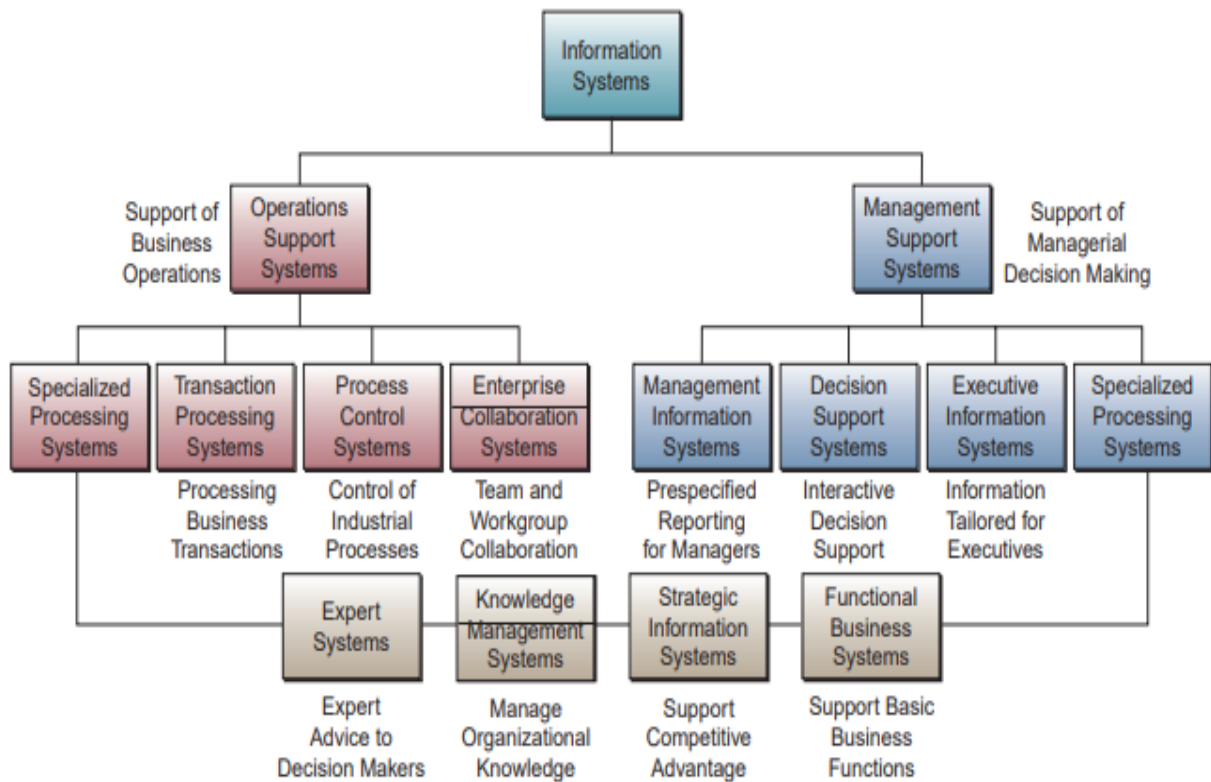 Information
Systems
Support of
Business
Operations
Operations
Support
Systems
Management
Support
Systems
Support of
Managerial
Decision Making
Specialized
Processing
Systems
Transaction
Processing
Systems
Process
Control
Systems
Enterprise
Collaboration
Systems
Management
Information
Systems
Decision
Support
Systems
Executive
Information
Systems
Specialized
Processing
Systems
Processing
Business
Transactions
Control of
Industrial
Processes
Team and
Workgroup
Collaboration
Prespecified
Reporting
for Managers
Interactive
Decision
Support
Information
Tailored for
Executives
Expert
Systems
Knowledge
Management
Systems
Strategic
Information
Systems
Functional
Business
Systems
Expert
Advice to
Decision Makers
Manage
Organizational
Knowledge
Support
Competitive
Advantage
Support Basic
Business
Functions